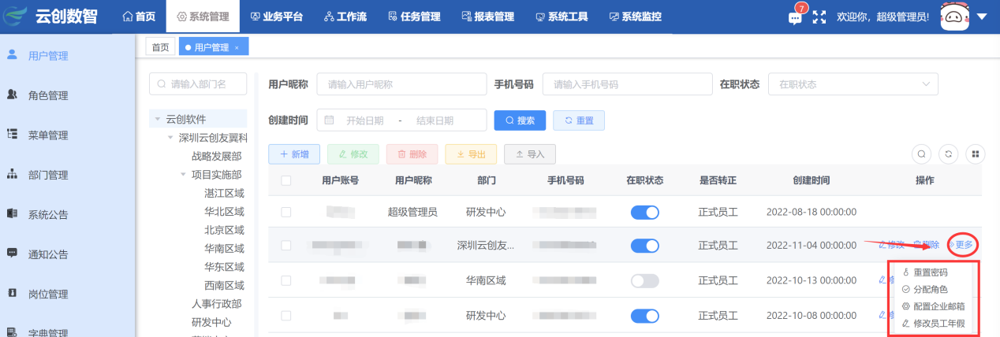 云创数智 首页 系统管理 业务平台 工作流 任务管理 报表管理 系统工具 系统监控 7 欢迎你，超级管理员!
首页 用户管理 ×
用户管理
角色管理
菜单管理
部门管理
系统公告
通知公告
岗位管理
字典管理
请输入部门名
云创软件
深圳云创友翼科
战略发展部
项目实施部
湛江区域
华北区域
北京区域
华南区域
华东区域
西南区域
人事行政部
研发中心
用户昵称 请输入用户昵称 手机号码 请输入手机号码 在职状态 在职状态
创建时间 开始日期 - 结束日期 搜索 重置
新增 修改 删除 导出 导入
用户账号 用户昵称 部门 手机号码 在职状态 是否转正 创建时间 操作
超级管理员 研发中心 正式员工 2022-08-18 00:00:00
深圳云创友... 正式员工 2022-11-04 00:00:00 修改 删除 更多
华南区域 正式员工 2022-10-13 00:00:00
研发中心 正式员工 2022-10-08 00:00:00
重置密码
分配角色
配置企业邮箱
修改员工年假